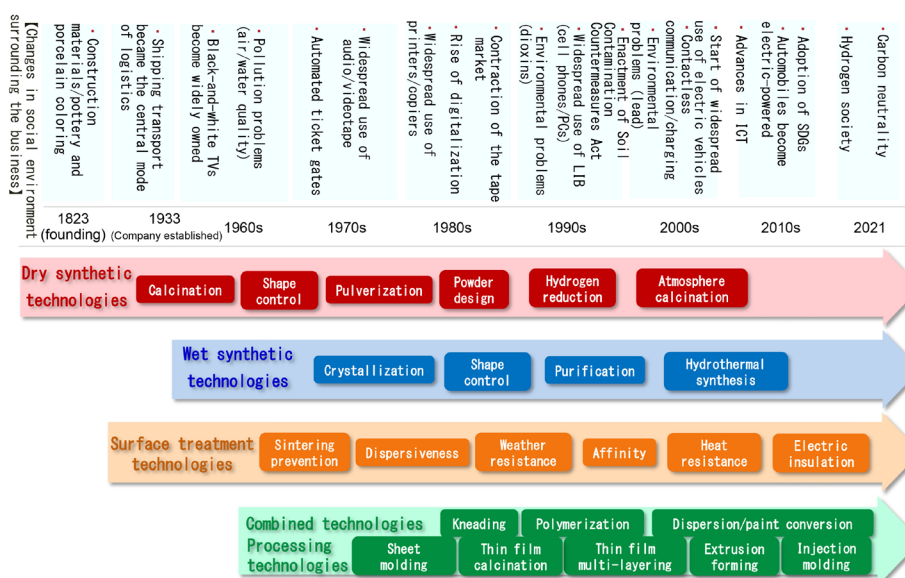 【Changes in social environment
surrounding the business】
• Construction
materials/pottery and
porcelain coloring
• Shipping transport
became the central mode
of logistics
• Black-and-white TVs
become widely owned
• Pollution problems
(air/water quality)
• Automated ticket gates
• Widespread use of
audio/videotape
• Widespread use of
printers/copiers
• Rise of digitalization
• Contraction of the tape
market
• Environmental problems
(dioxins)
• Widespread use of LIB
(cell phones/PCs)
• Enactment of Soil
Contamination
Countermeasures Act
• Environmental
problems (lead)
• Contactless
communication/charging
• Start of widespread
use of electric vehicles
• Advances in ICT
• Automobiles become
electric-powered
• Adoption of SDGs
• Hydrogen society
• Carbon neutrality
1823
(founding)
1933
(Company established)
1960s
1970s
1980s
1990s
2000s
2010s
2021
Dry synthetic
technologies
Calcination
Shape
control
Pulverization
Powder
design
Hydrogen
reduction
Atmosphere
calcination
Wet synthetic
technologies
Crystallization
Shape
control
Purification
Hydrothermal
synthesis
Surface treatment
technologies
Sintering
prevention
Dispersiveness
Weather
resistance
Affinity
Heat
resistance
Electric
insulation
Combined technologies
Kneading
Polymerization
Dispersion/paint conversion
Processing
technologies
Sheet
molding
Thin film
calcination
Thin film
multi-layering
Extrusion
forming
Injection
molding